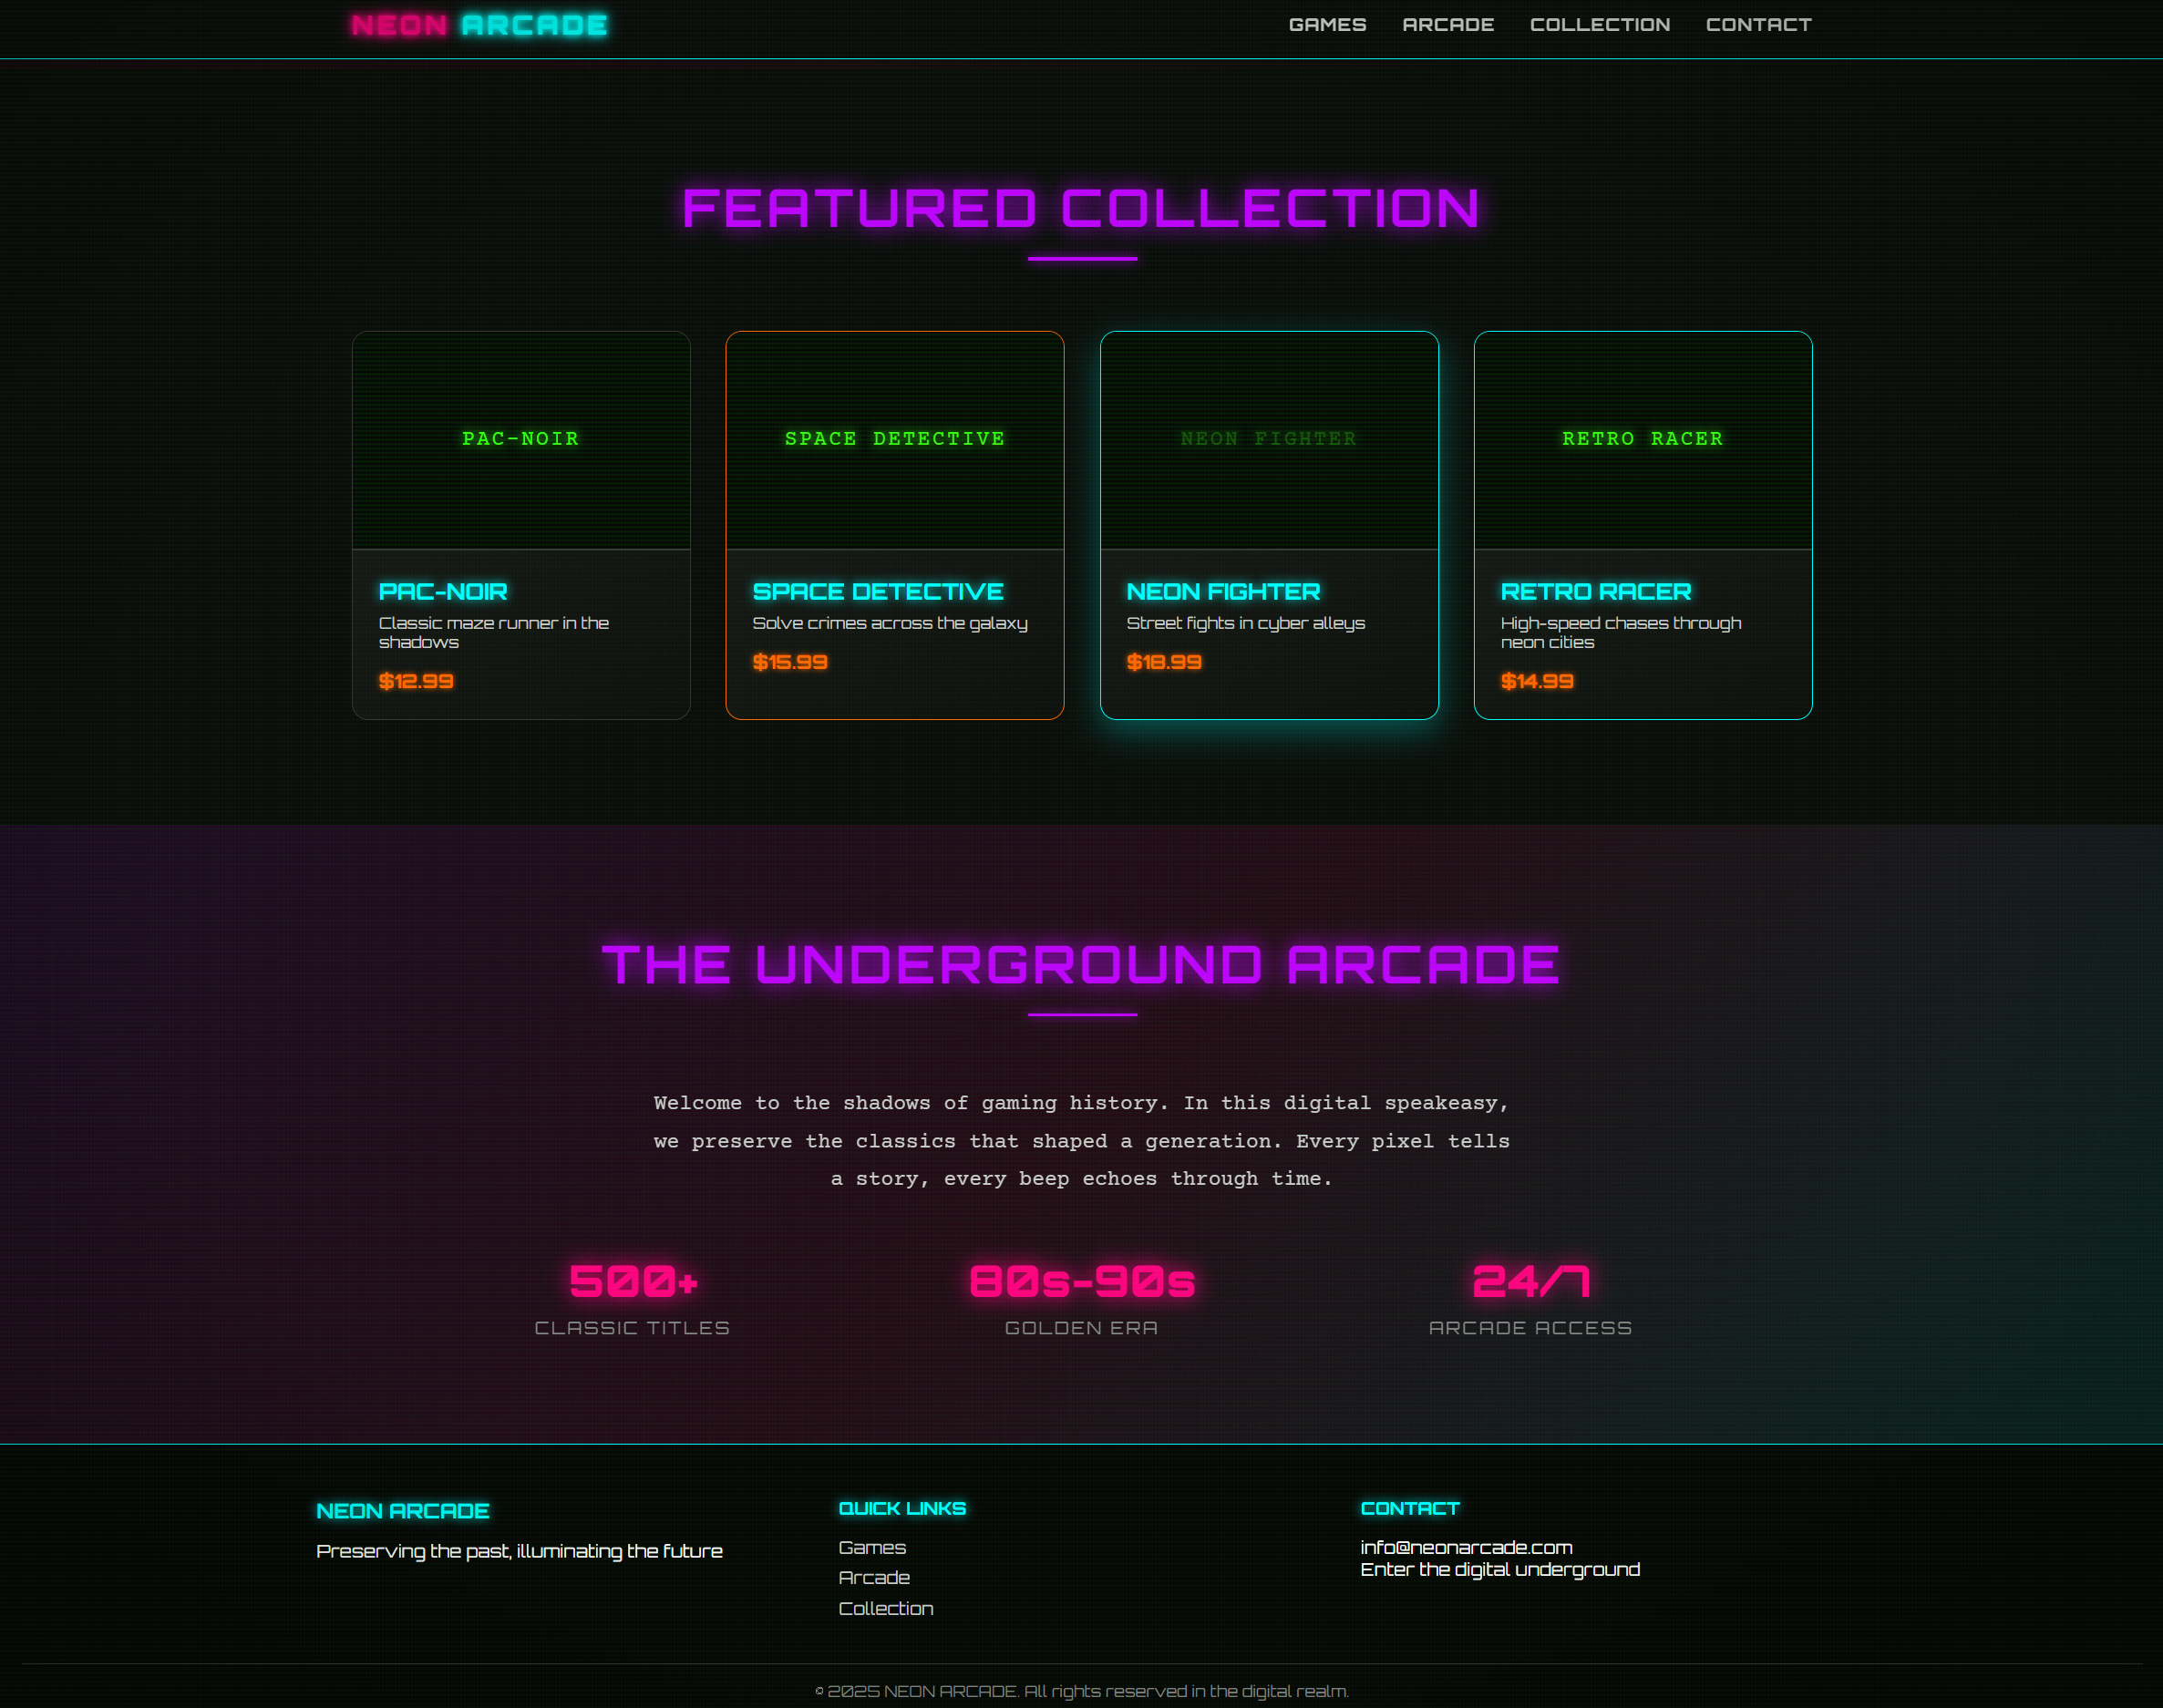 NEON ARCADE
GAMES ARCADE COLLECTION CONTACT
FEATURED COLLECTION
PAC-NOIR
PAC-NOIR
Classic maze runner in the
shadows
$12.99
SPACE DETECTIVE
SPACE DETECTIVE
Solve crimes across the galaxy
$15.99
NEON FIGHTER
NEON FIGHTER
Street fights in cyber alleys
$18.99
RETRO RACER
RETRO RACER
High-speed chases through
neon cities
$14.99
THE UNDERGROUND ARCADE
Welcome to the shadows of gaming history. In this digital speakeasy,
we preserve the classics that shaped a generation. Every pixel tells
a story, every beep echoes through time.
500+
CLASSIC TITLES
80s-90s
GOLDEN ERA
24/7
ARCADE ACCESS
NEON ARCADE
Preserving the past, illuminating the future
QUICK LINKS
Games
Arcade
Collection
CONTACT
info@neonarcade.com
Enter the digital underground
© 2025 NEON ARCADE. All rights reserved in the digital realm.